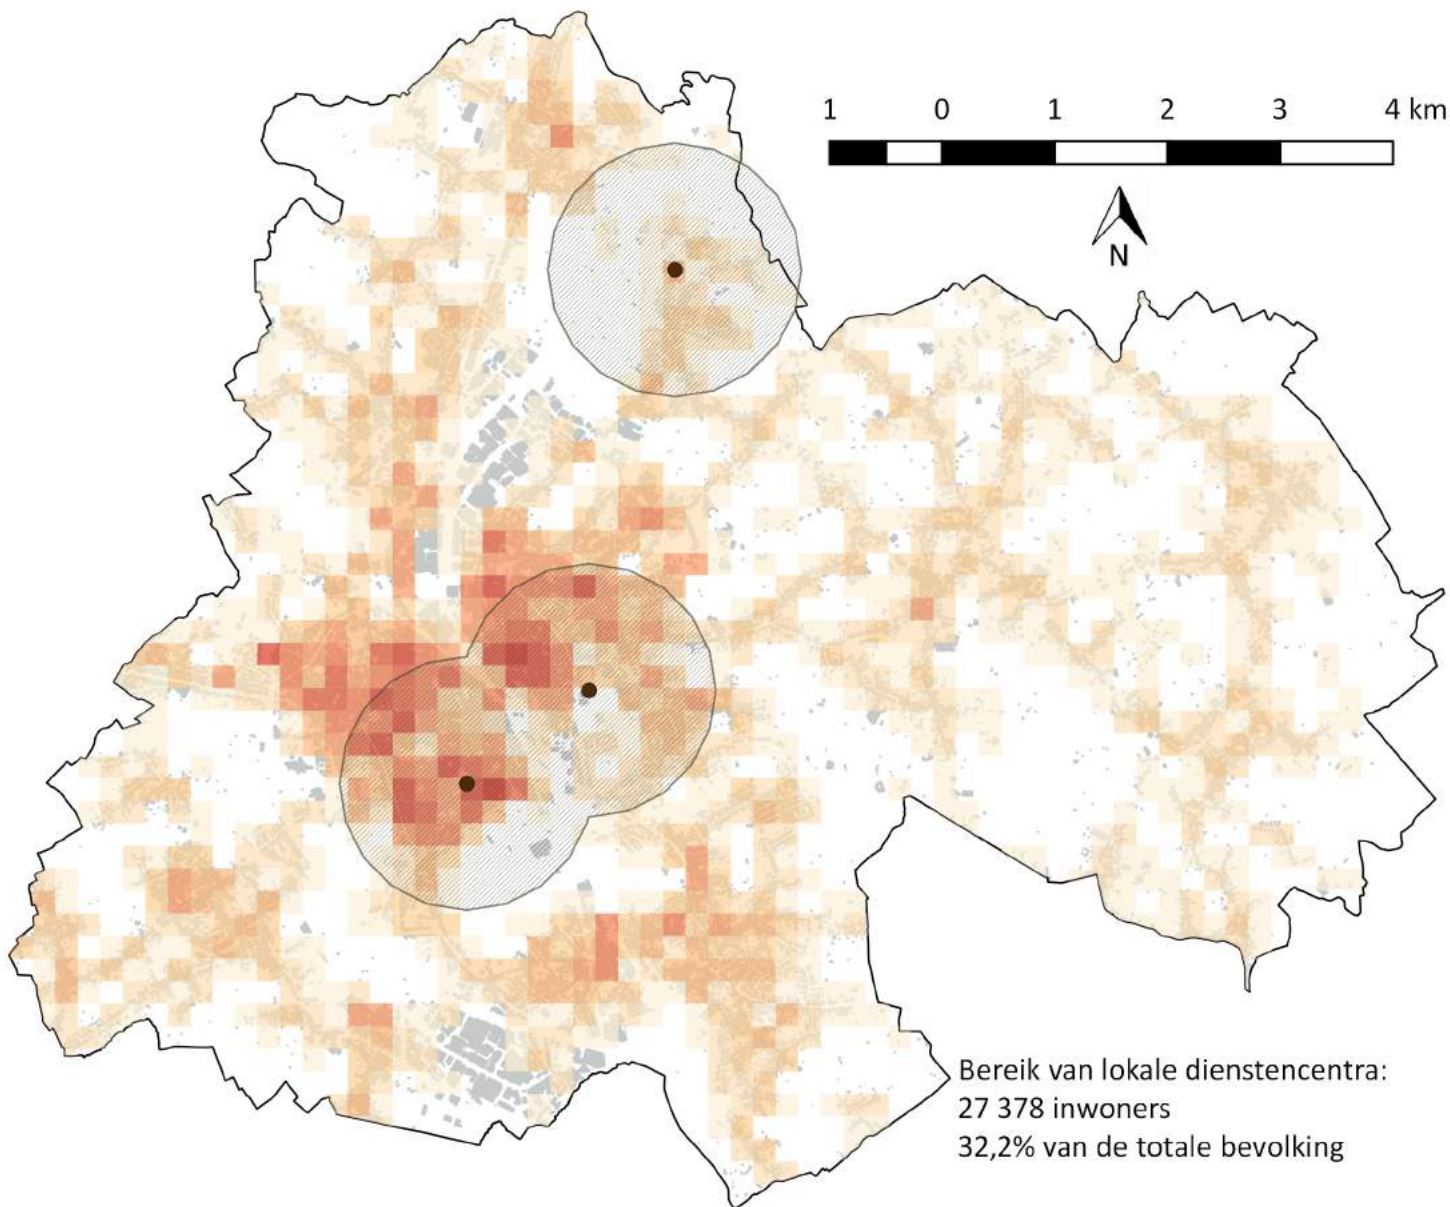 1 0 1 2 3 4 km
N
Bereik van lokale dienstencentra:
27 378 inwoners
32,2% van de totale bevolking